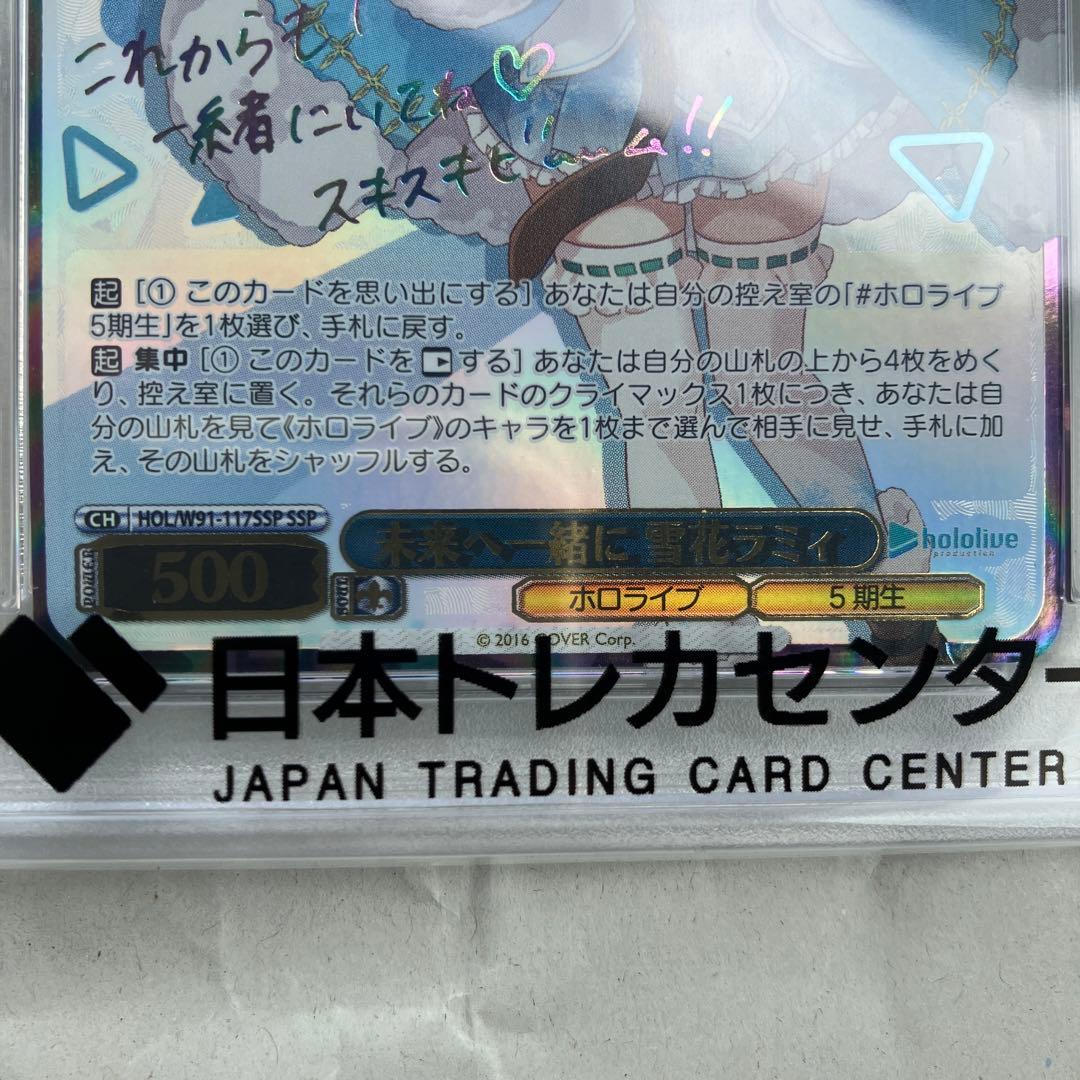 これからも
一緒にいてね♡
スキスキビーーム!!
起 [① このカードを思い出にする] あなたは自分の控え室の「#ホロライブ
5期生」を1枚選び、手札に戻す。
起 集中 [① このカードを する] あなたは自分の山札の上から4枚をめく
り、控え室に置く。それらのカードのクライマックス1枚につき、あなたは自
分の山札を見て《ホロライブ》のキャラを1枚まで選んで相手に見せ、手札に加
え、その山札をシャッフルする。
CH HOL/W91-117SSP SSP
POWER 500
未来へ一緒に 雪花ラミィ
hololive
production
SOUL
ホロライブ
5期生
© 2016 COVER Corp.
日本トレカセンター
JAPAN TRADING CARD CENTER